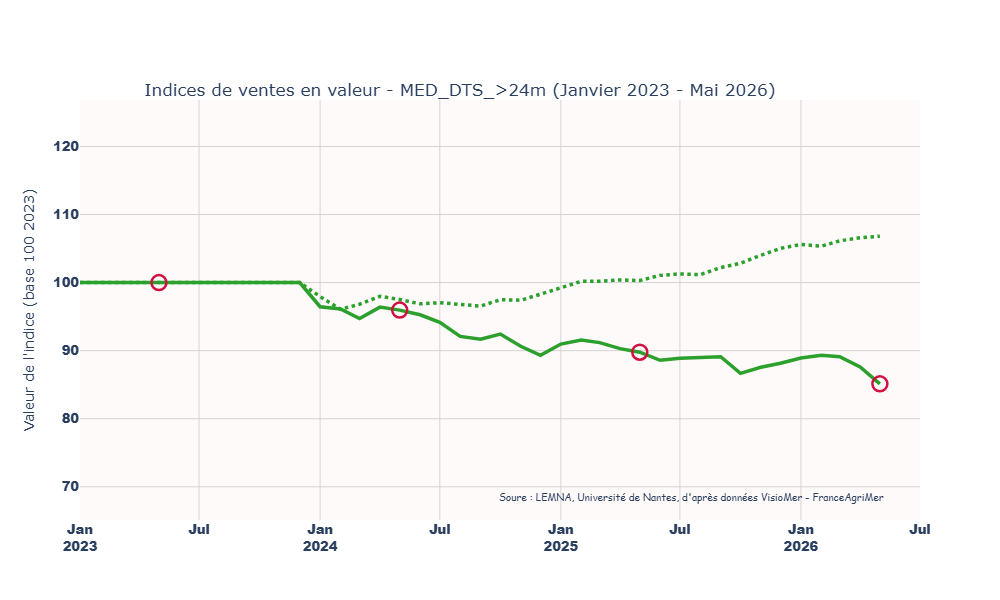 Indices de ventes en valeur - MED_DTS_>24m (Janvier 2023 - Mai 2026)
Valeur de l'indice (base 100 2023)
120
110
100
90
80
70
Soure : LEMNA, Université de Nantes, d'après données VisioMer - FranceAgriMer
Jan Jul Jan Jul Jan Jul Jan Jul
2023 2024 2025 2026